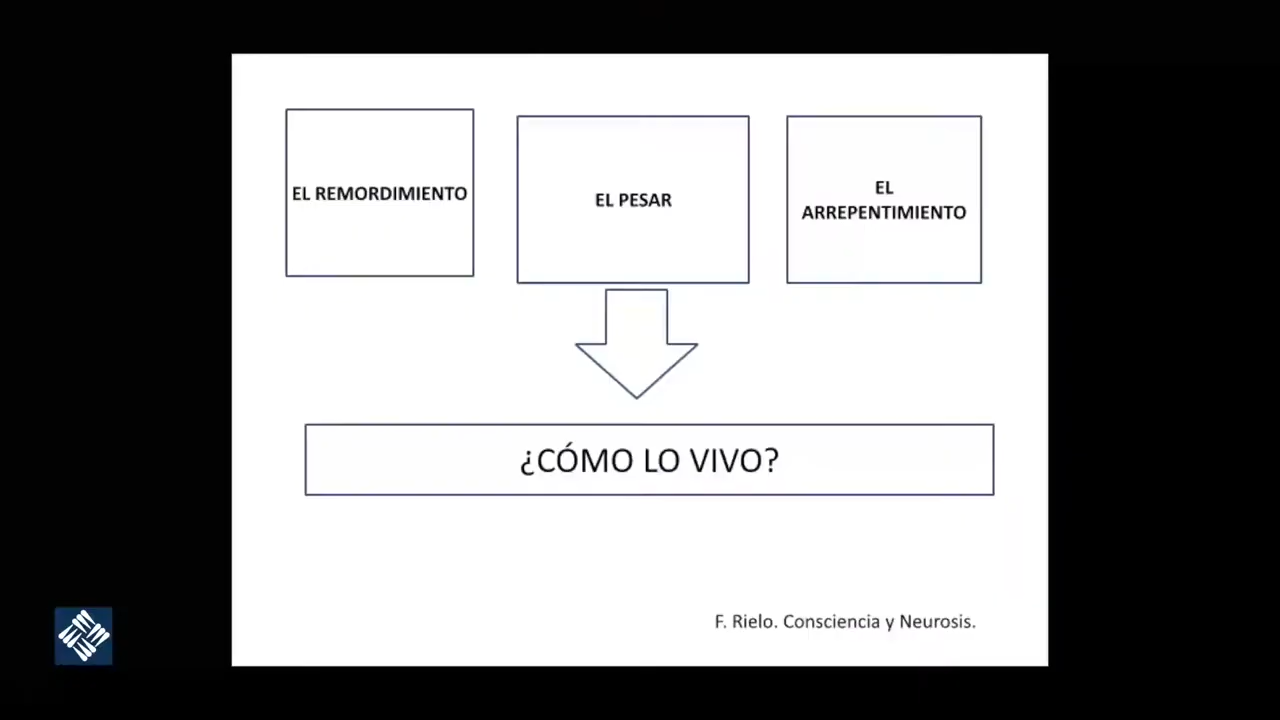 EL REMORDIMIENTO
EL PESAR
EL
ARREPENTIMIENTO
¿CÓMO LO VIVO?
F. Rielo. Consciencia y Neurosis.